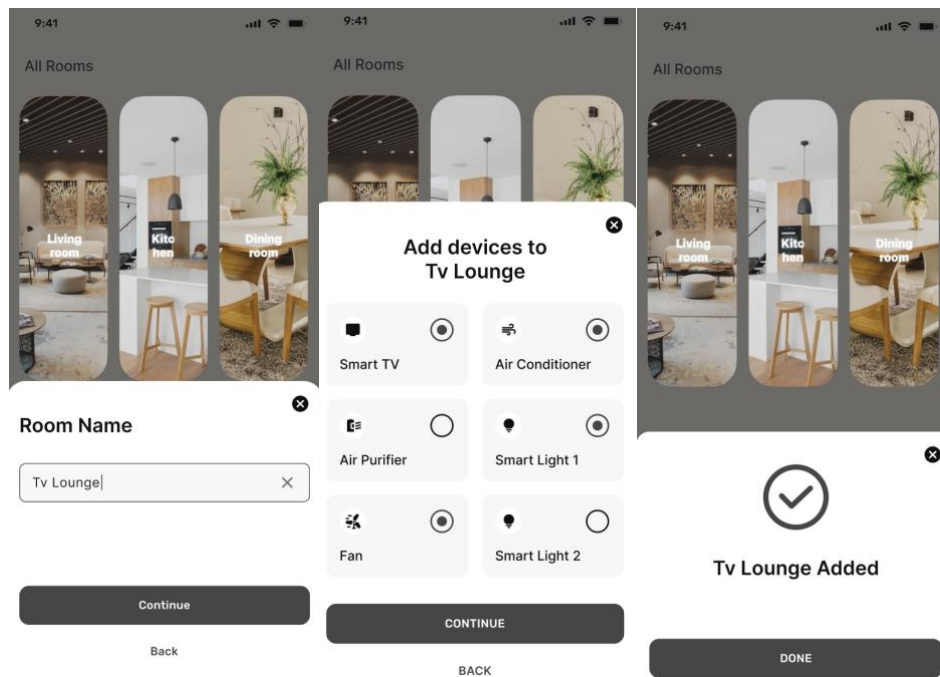 9:41
All Rooms
Living
room
Kitc
hen
Dining
room
Room Name
Tv Lounge
Continue
Back
9:41
All Rooms
Add devices to
Tv Lounge
Smart TV
Air Conditioner
Air Purifier
Smart Light 1
Fan
Smart Light 2
CONTINUE
BACK
9:41
All Rooms
Living
room
Kitc
hen
Dining
room
Tv Lounge Added
DONE